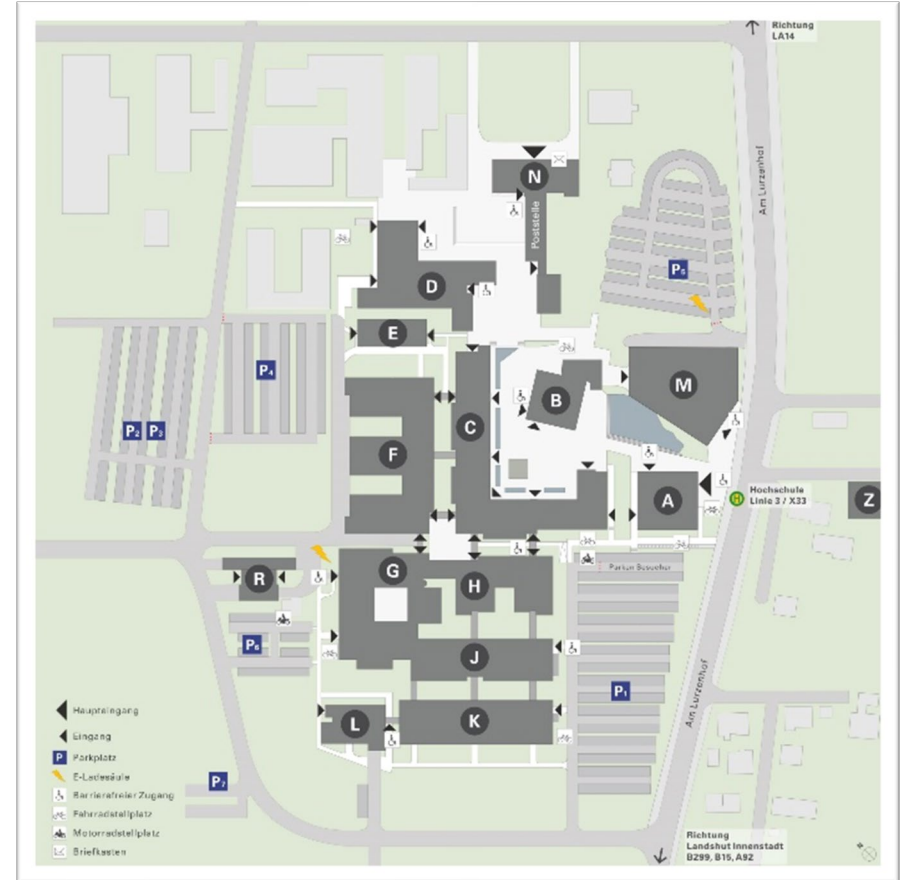 Richtung
LA14
Am Lurzenhof
N
Poststelle
D
P5
E
P4
M
B
C
P2 P3
F
A
H
Hochschule
Linie 3 / X33
Z
R
G
H
Parken Besucher
P6
J
P1
Am Lurzenhof
L
K
P7
Haupteingang
Eingang
P Parkplatz
E-Ladesäule
Barrierefreier Zugang
Fahrradstellplatz
Motorradstellplatz
Briefkasten
Richtung
Landshut Innenstadt
B299, B15, A92